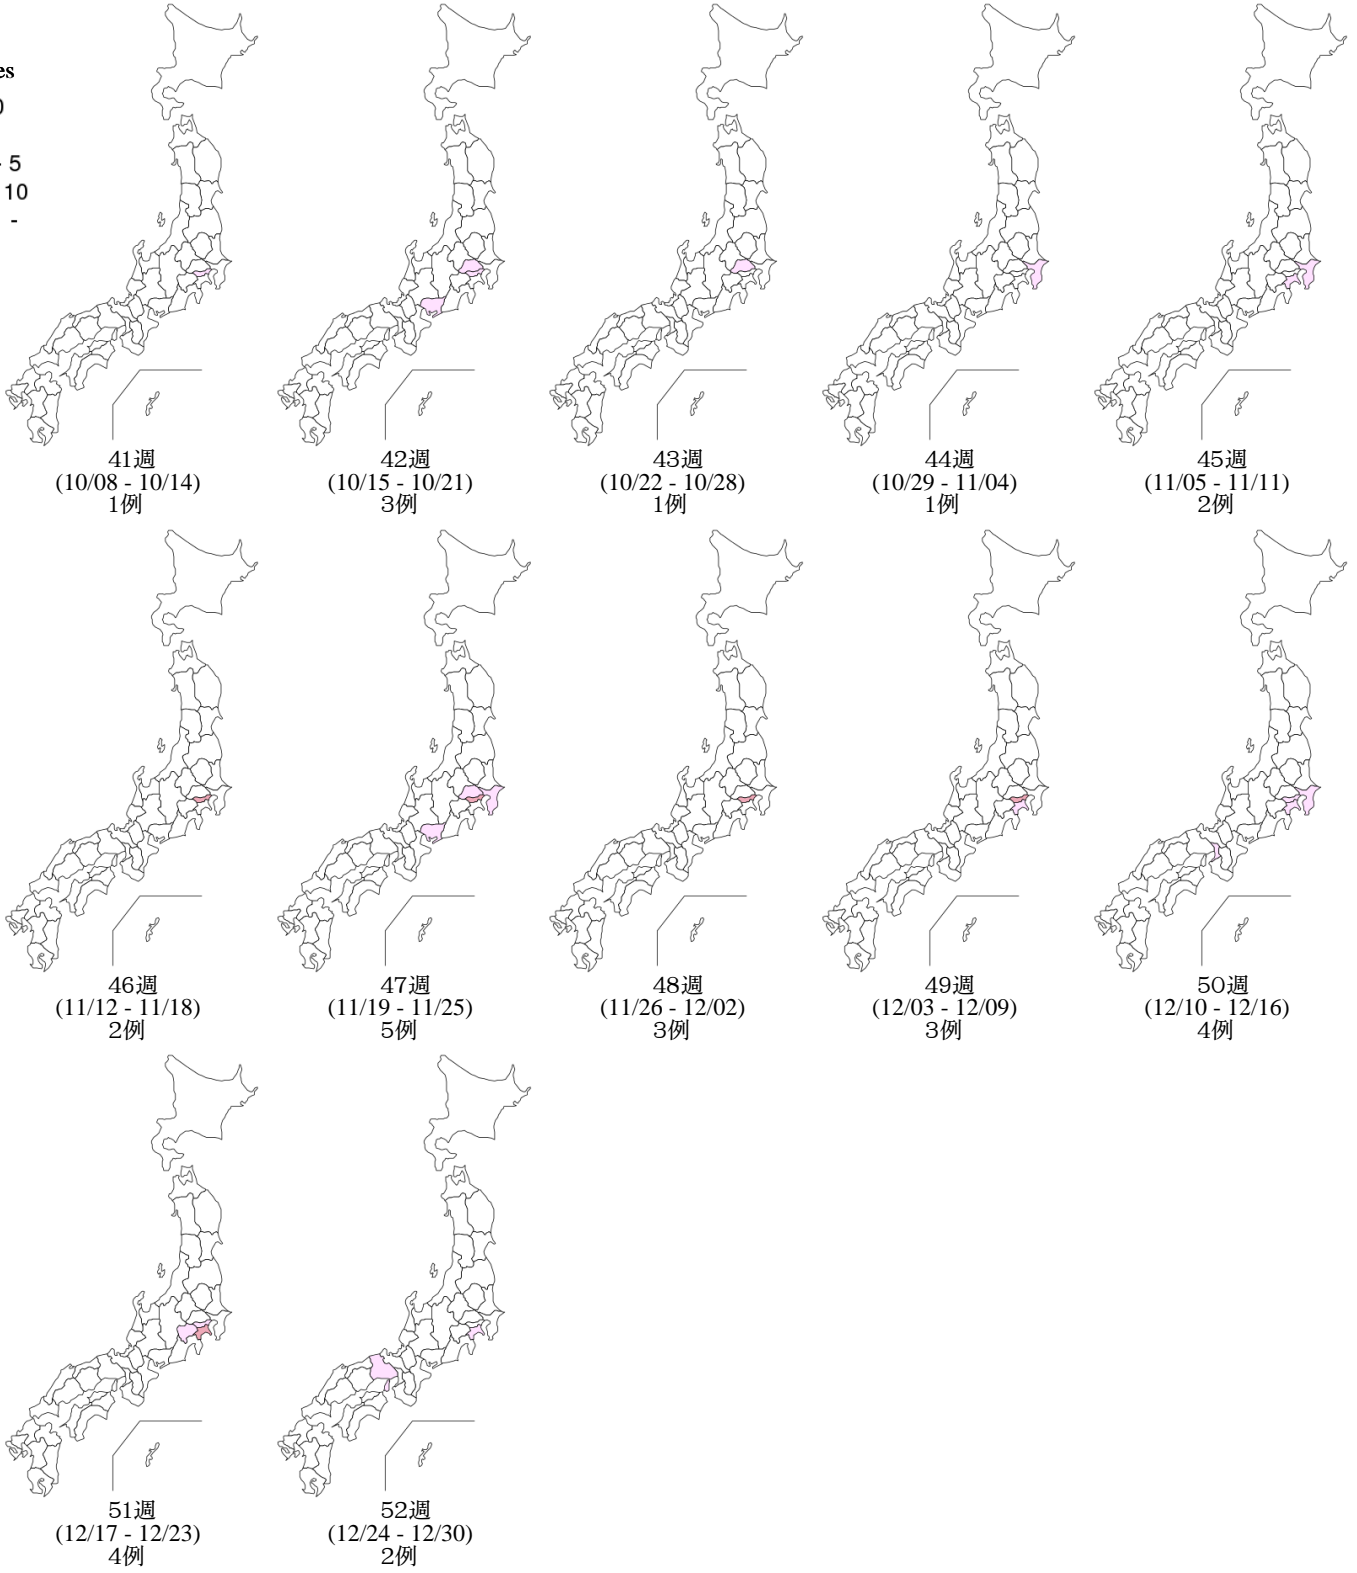 es
0
- 5
10
-
41週
(10/08 - 10/14)
1例
42週
(10/15 - 10/21)
3例
43週
(10/22 - 10/28)
1例
44週
(10/29 - 11/04)
1例
45週
(11/05 - 11/11)
2例
46週
(11/12 - 11/18)
2例
47週
(11/19 - 11/25)
5例
48週
(11/26 - 12/02)
3例
49週
(12/03 - 12/09)
3例
50週
(12/10 - 12/16)
4例
51週
(12/17 - 12/23)
4例
52週
(12/24 - 12/30)
2例